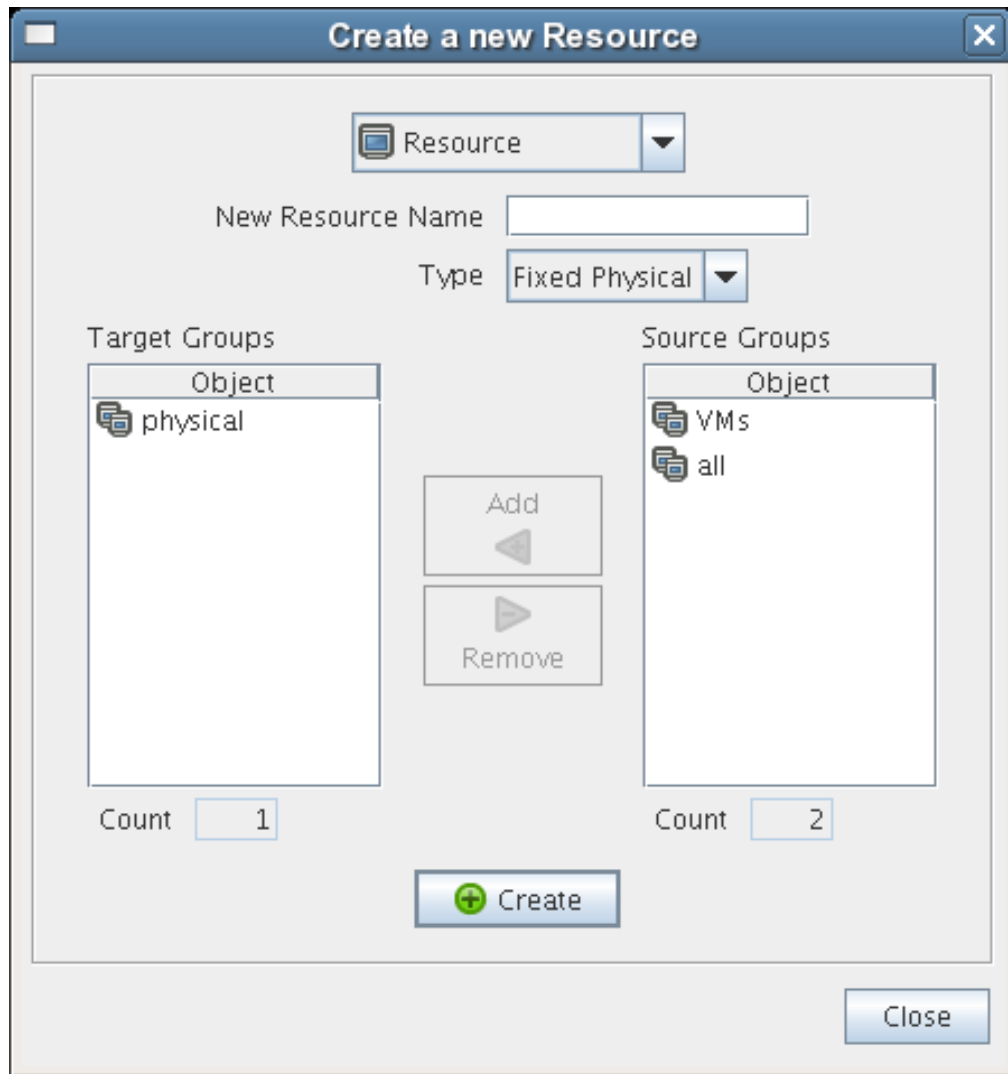 Create a new Resource
Resource
New Resource Name
Type Fixed Physical
Target Groups
Object
physical
Add
Remove
Source Groups
Object
VMs
all
Count 1
Count 2
Create
Close